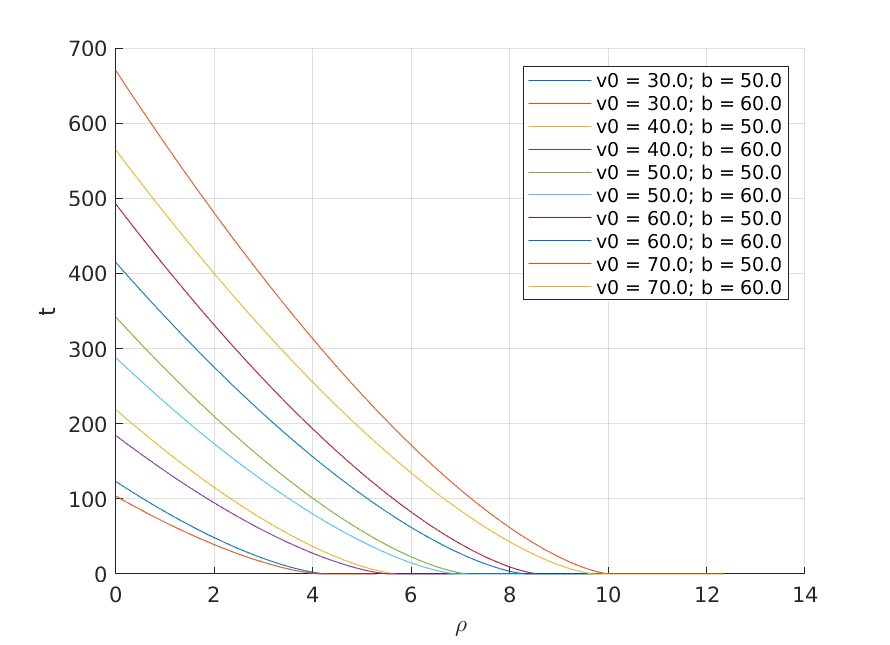 700
600
500
400
300
200
100
0
t
0 2 4 6 8 10 12 14
ρ
v0 = 30.0; b = 50.0
v0 = 30.0; b = 60.0
v0 = 40.0; b = 50.0
v0 = 40.0; b = 60.0
v0 = 50.0; b = 50.0
v0 = 50.0; b = 60.0
v0 = 60.0; b = 50.0
v0 = 60.0; b = 60.0
v0 = 70.0; b = 50.0
v0 = 70.0; b = 60.0